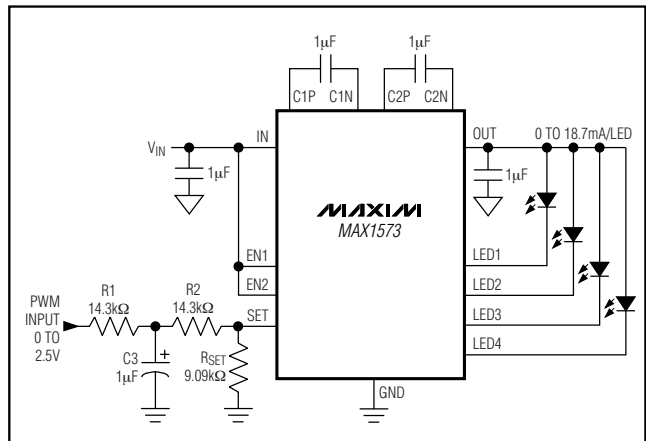 1µF
1µF
C1P C1N C2P C2N
VIN IN OUT 0 TO 18.7mA/LED
1µF
1µF
MAXIM
MAX1573
EN1 LED1
EN2 LED2
R1 R2
PWM
INPUT
0 TO
2.5V
14.3kΩ 14.3kΩ
SET LED3
C3
1µF
+
RSET
9.09kΩ
LED4
GND